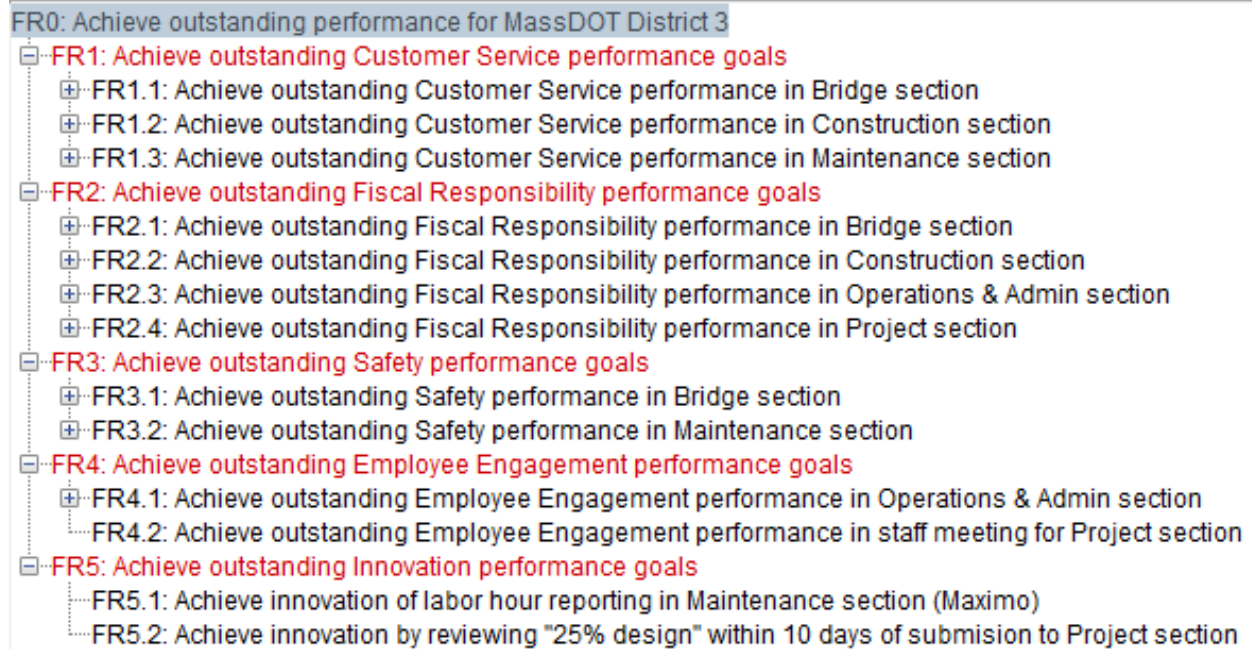 FR0: Achieve outstanding performance for MassDOT District 3
FR1: Achieve outstanding Customer Service performance goals
FR1.1: Achieve outstanding Customer Service performance in Bridge section
FR1.2: Achieve outstanding Customer Service performance in Construction section
FR1.3: Achieve outstanding Customer Service performance in Maintenance section
FR2: Achieve outstanding Fiscal Responsibility performance goals
FR2.1: Achieve outstanding Fiscal Responsibility performance in Bridge section
FR2.2: Achieve outstanding Fiscal Responsibility performance in Construction section
FR2.3: Achieve outstanding Fiscal Responsibility performance in Operations & Admin section
FR2.4: Achieve outstanding Fiscal Responsibility performance in Project section
FR3: Achieve outstanding Safety performance goals
FR3.1: Achieve outstanding Safety performance in Bridge section
FR3.2: Achieve outstanding Safety performance in Maintenance section
FR4: Achieve outstanding Employee Engagement performance goals
FR4.1: Achieve outstanding Employee Engagement performance in Operations & Admin section
FR4.2: Achieve outstanding Employee Engagement performance in staff meeting for Project section
FR5: Achieve outstanding Innovation performance goals
FR5.1: Achieve innovation of labor hour reporting in Maintenance section (Maximo)
FR5.2: Achieve innovation by reviewing "25% design" within 10 days of submision to Project section